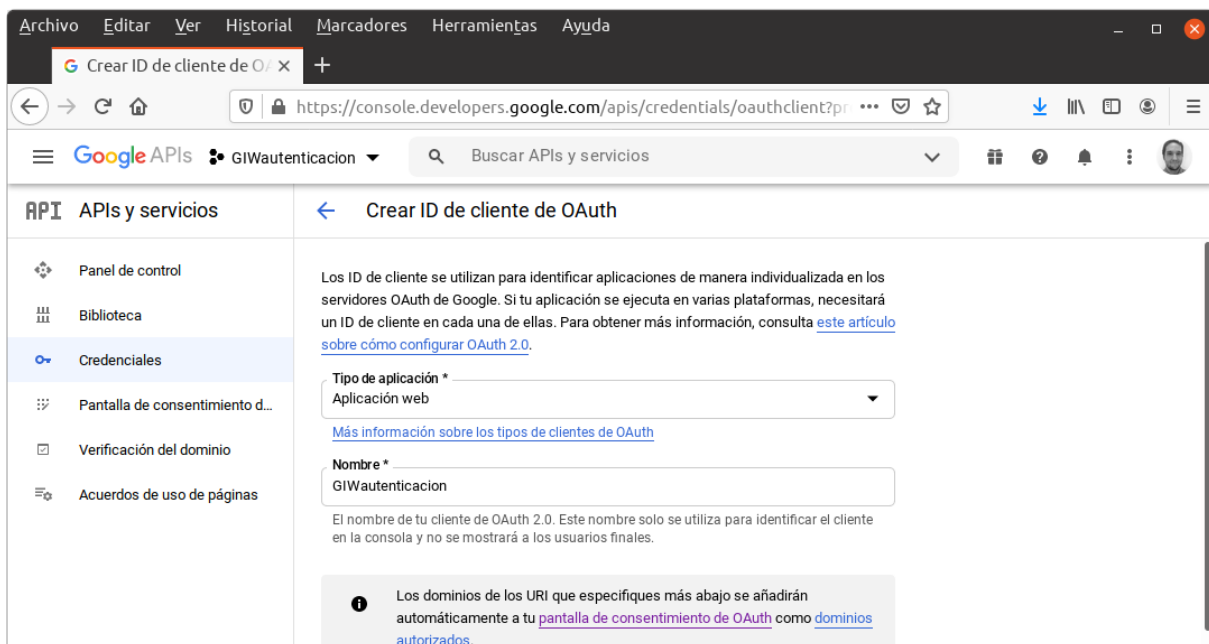 Archivo Editar Ver Historial Marcadores Herramientas Ayuda
Crear ID de cliente de OA
https://console.developers.google.com/apis/credentials/oauthclient?pr
Google APIs GIWautenticacion Buscar APIs y servicios
API APIs y servicios
Crear ID de cliente de OAuth
Panel de control
Biblioteca
Credenciales
Pantalla de consentimiento d...
Verificación del dominio
Acuerdos de uso de páginas
Los ID de cliente se utilizan para identificar aplicaciones de manera individualizada en los
servidores OAuth de Google. Si tu aplicación se ejecuta en varias plataformas, necesitará
un ID de cliente en cada una de ellas. Para obtener más información, consulta este artículo
sobre cómo configurar OAuth 2.0.
Tipo de aplicación *
Aplicación web
Más información sobre los tipos de clientes de OAuth
Nombre *
GIWautenticacion
El nombre de tu cliente de OAuth 2.0. Este nombre solo se utiliza para identificar el cliente
en la consola y no se mostrará a los usuarios finales.
Los dominios de los URI que especifiques más abajo se añadirán
automáticamente a tu pantalla de consentimiento de OAuth como dominios
autorizados.